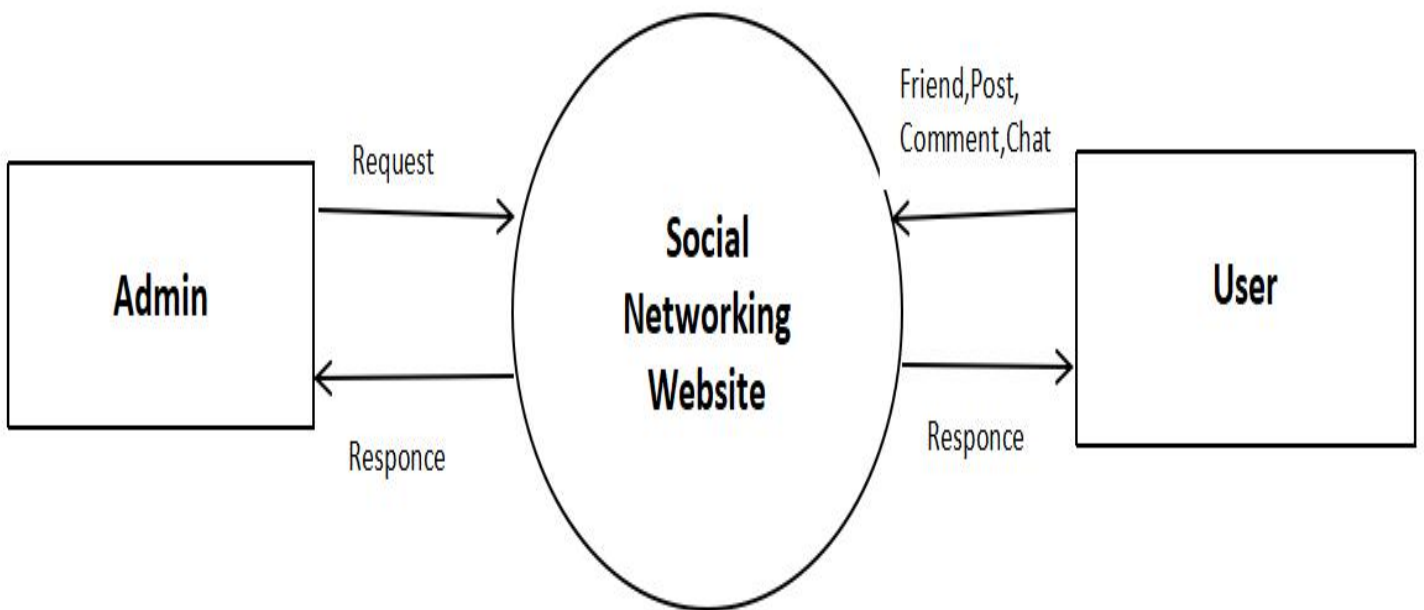 Friend,Post,
Comment,Chat
Request
Admin
Social
Networking
Website
User
Responce
Responce